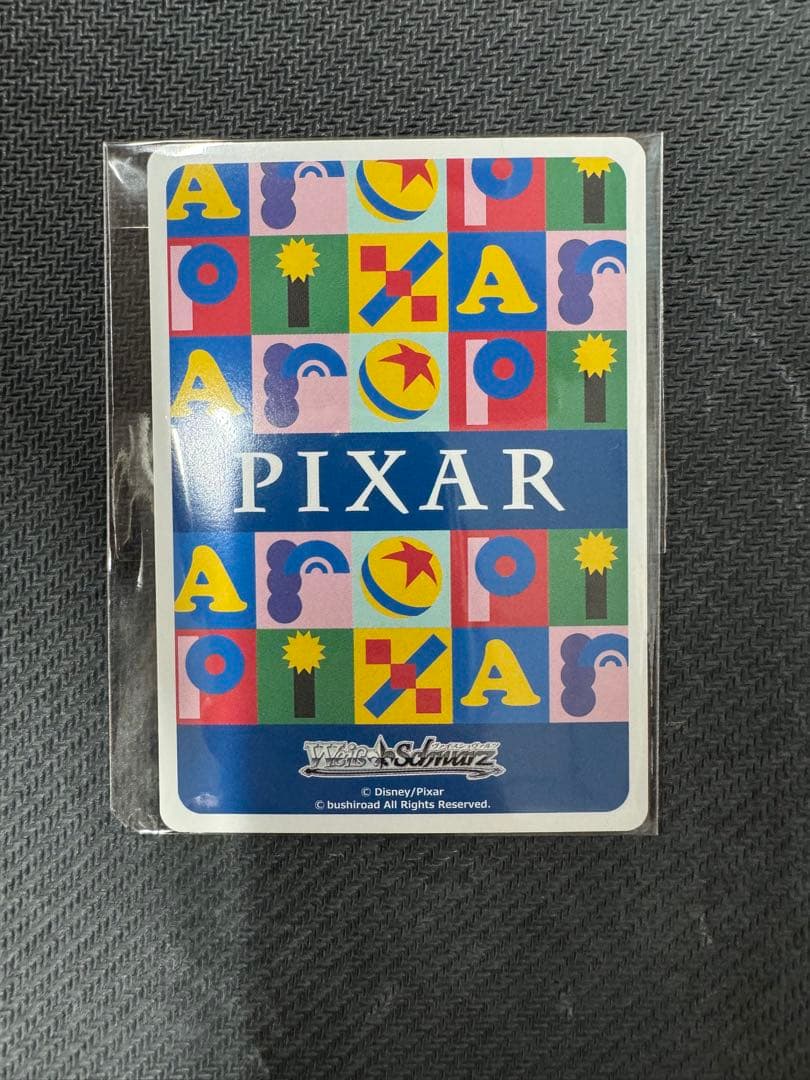 A r P i
P i X A r
A r P i
PIXAR
A r P i
P i X A r
Weiß Schwarz
© Disney/Pixar
© bushiroad All Rights Reserved.